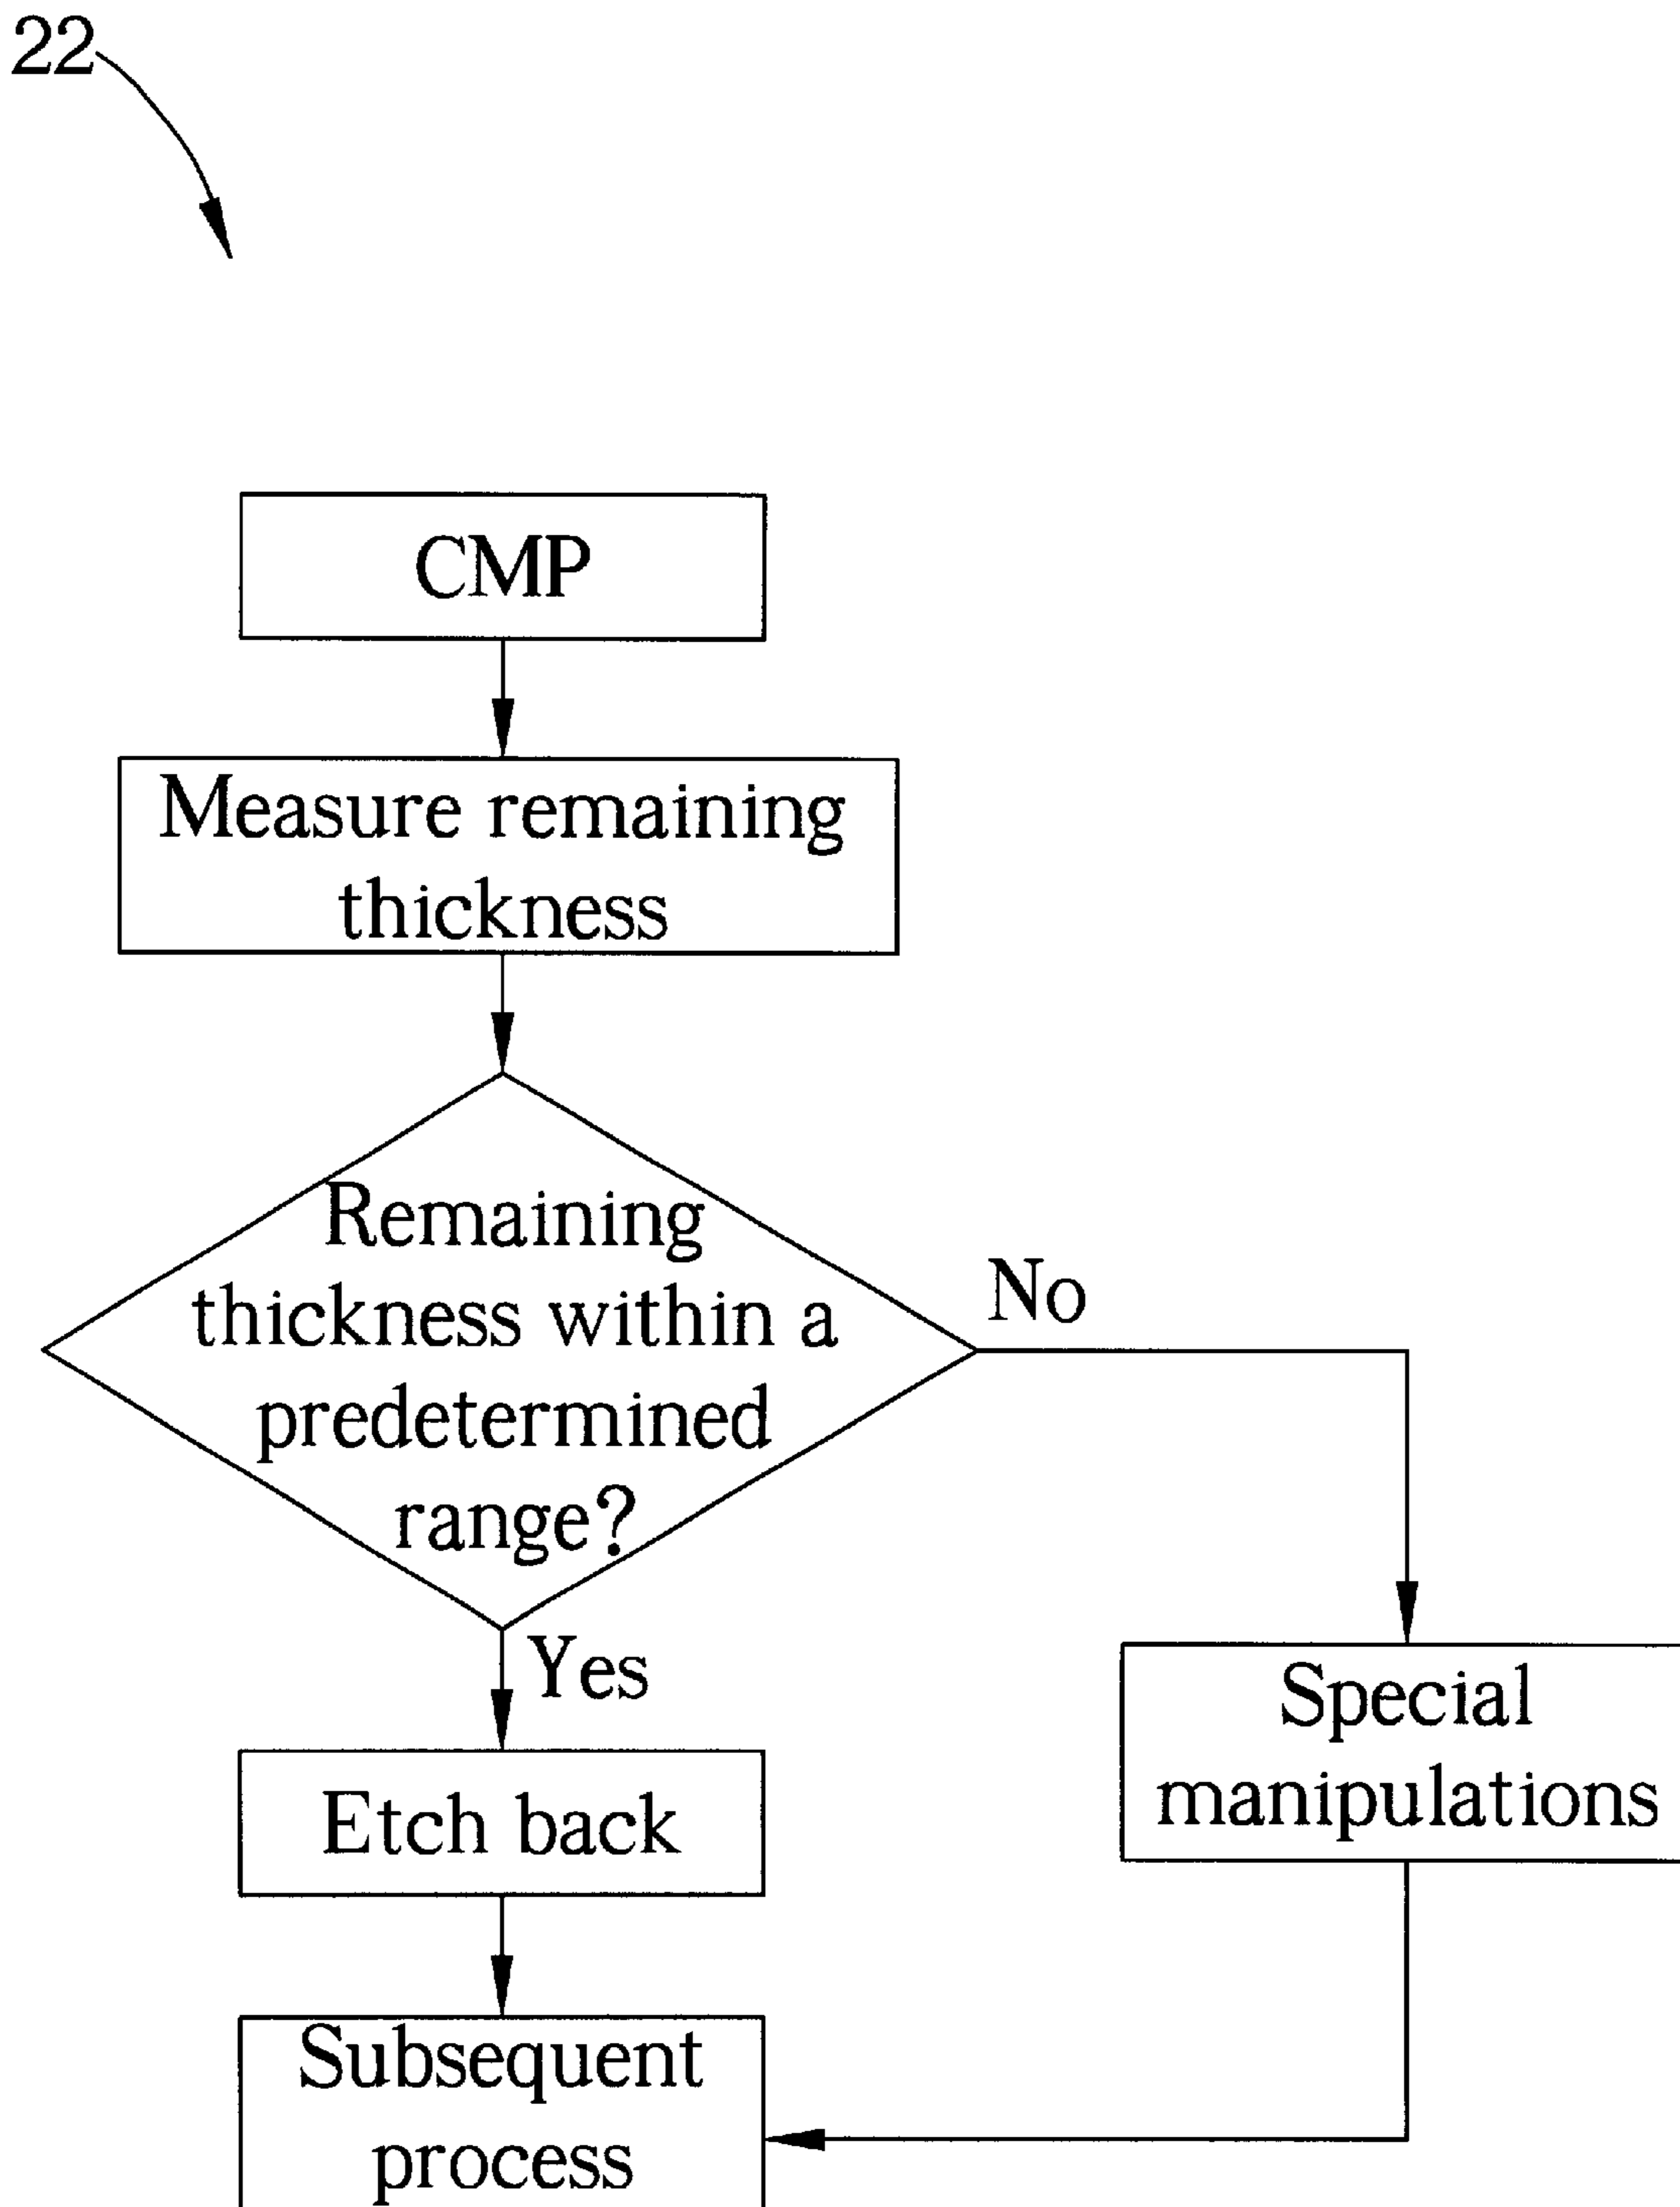 22
CMP
Measure remaining
thickness
Remaining
thickness within a
predetermined
range?
No
Yes
Special
manipulations
Etch back
Subsequent
process